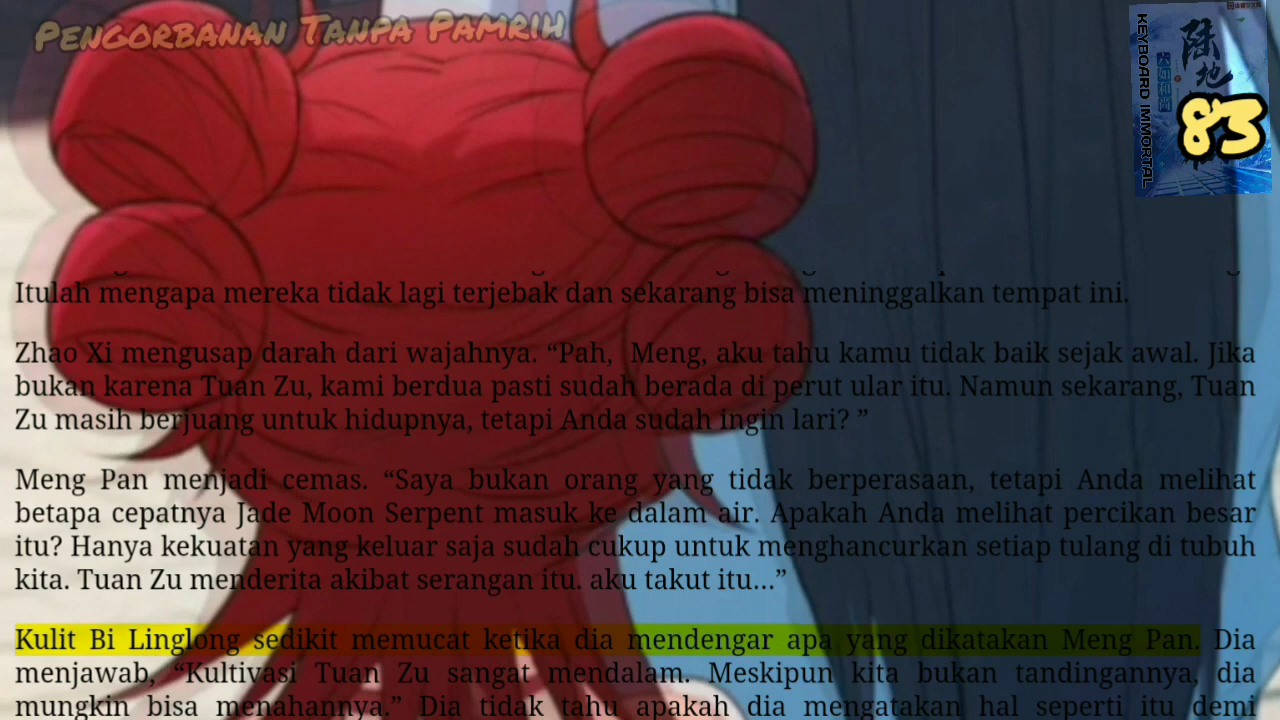 Pengorbanan Tanpa Pamrih
KEYBOARD IMMORTAL
陆地
83
Itulah mengapa mereka tidak lagi terjebak dan sekarang bisa meninggalkan tempat ini.
Zhao Xi mengusap darah dari wajahnya. “Pah,  Meng, aku tahu kamu tidak baik sejak awal. Jika
bukan karena Tuan Zu, kami berdua pasti sudah berada di perut ular itu. Namun sekarang, Tuan
Zu masih berjuang untuk hidupnya, tetapi Anda sudah ingin lari? ”
Meng Pan menjadi cemas. “Saya bukan orang yang tidak berperasaan, tetapi Anda melihat
betapa cepatnya Jade Moon Serpent masuk ke dalam air. Apakah Anda melihat percikan besar
itu? Hanya kekuatan yang keluar saja sudah cukup untuk menghancurkan setiap tulang di tubuh
kita. Tuan Zu menderita akibat serangan itu. aku takut itu…”
Kulit Bi Linglong sedikit memucat ketika dia mendengar apa yang dikatakan Meng Pan. Dia
menjawab, “Kultivasi Tuan Zu sangat mendalam. Meskipun kita bukan tandingannya, dia
mungkin bisa menahannya.” Dia tidak tahu apakah dia mengatakan hal seperti itu demi